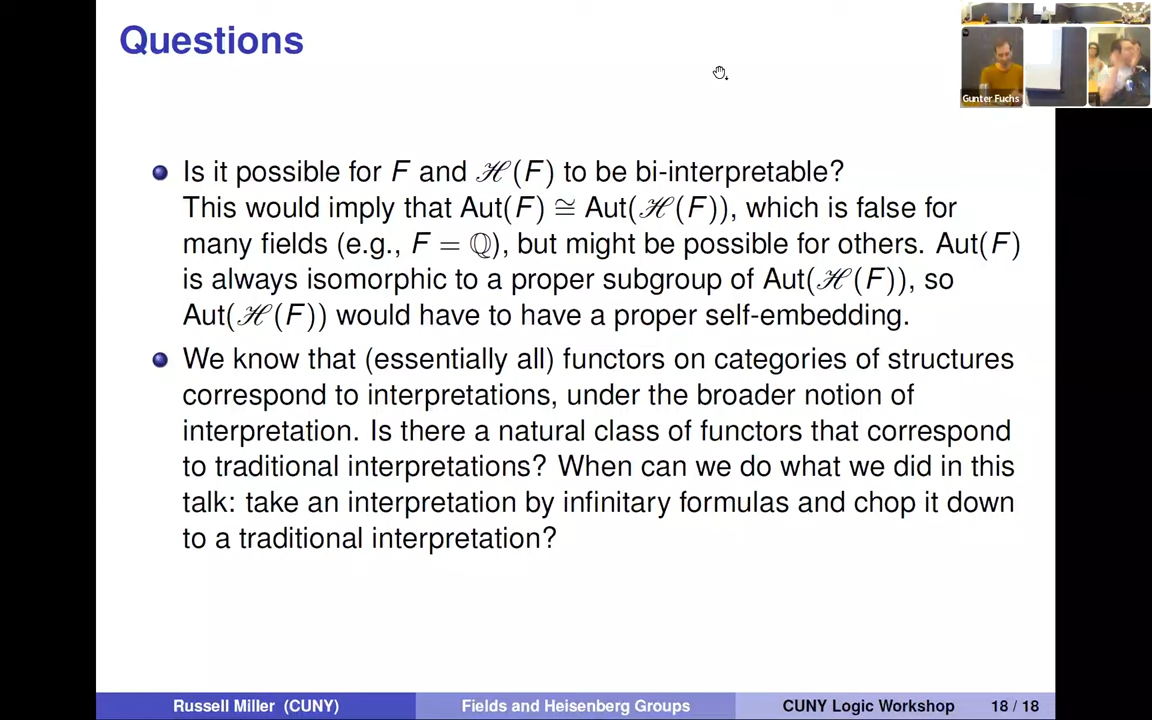 Questions
Gunter Fuchs
Is it possible for F and ℋ(F) to be bi-interpretable?
This would imply that Aut(F) ≅ Aut(ℋ(F)), which is false for
many fields (e.g., F = ℚ), but might be possible for others. Aut(F)
is always isomorphic to a proper subgroup of Aut(ℋ(F)), so
Aut(ℋ(F)) would have to have a proper self-embedding.
We know that (essentially all) functors on categories of structures
correspond to interpretations, under the broader notion of
interpretation. Is there a natural class of functors that correspond
to traditional interpretations? When can we do what we did in this
talk: take an interpretation by infinitary formulas and chop it down
to a traditional interpretation?
Russell Miller (CUNY)
Fields and Heisenberg Groups
CUNY Logic Workshop
18 / 18